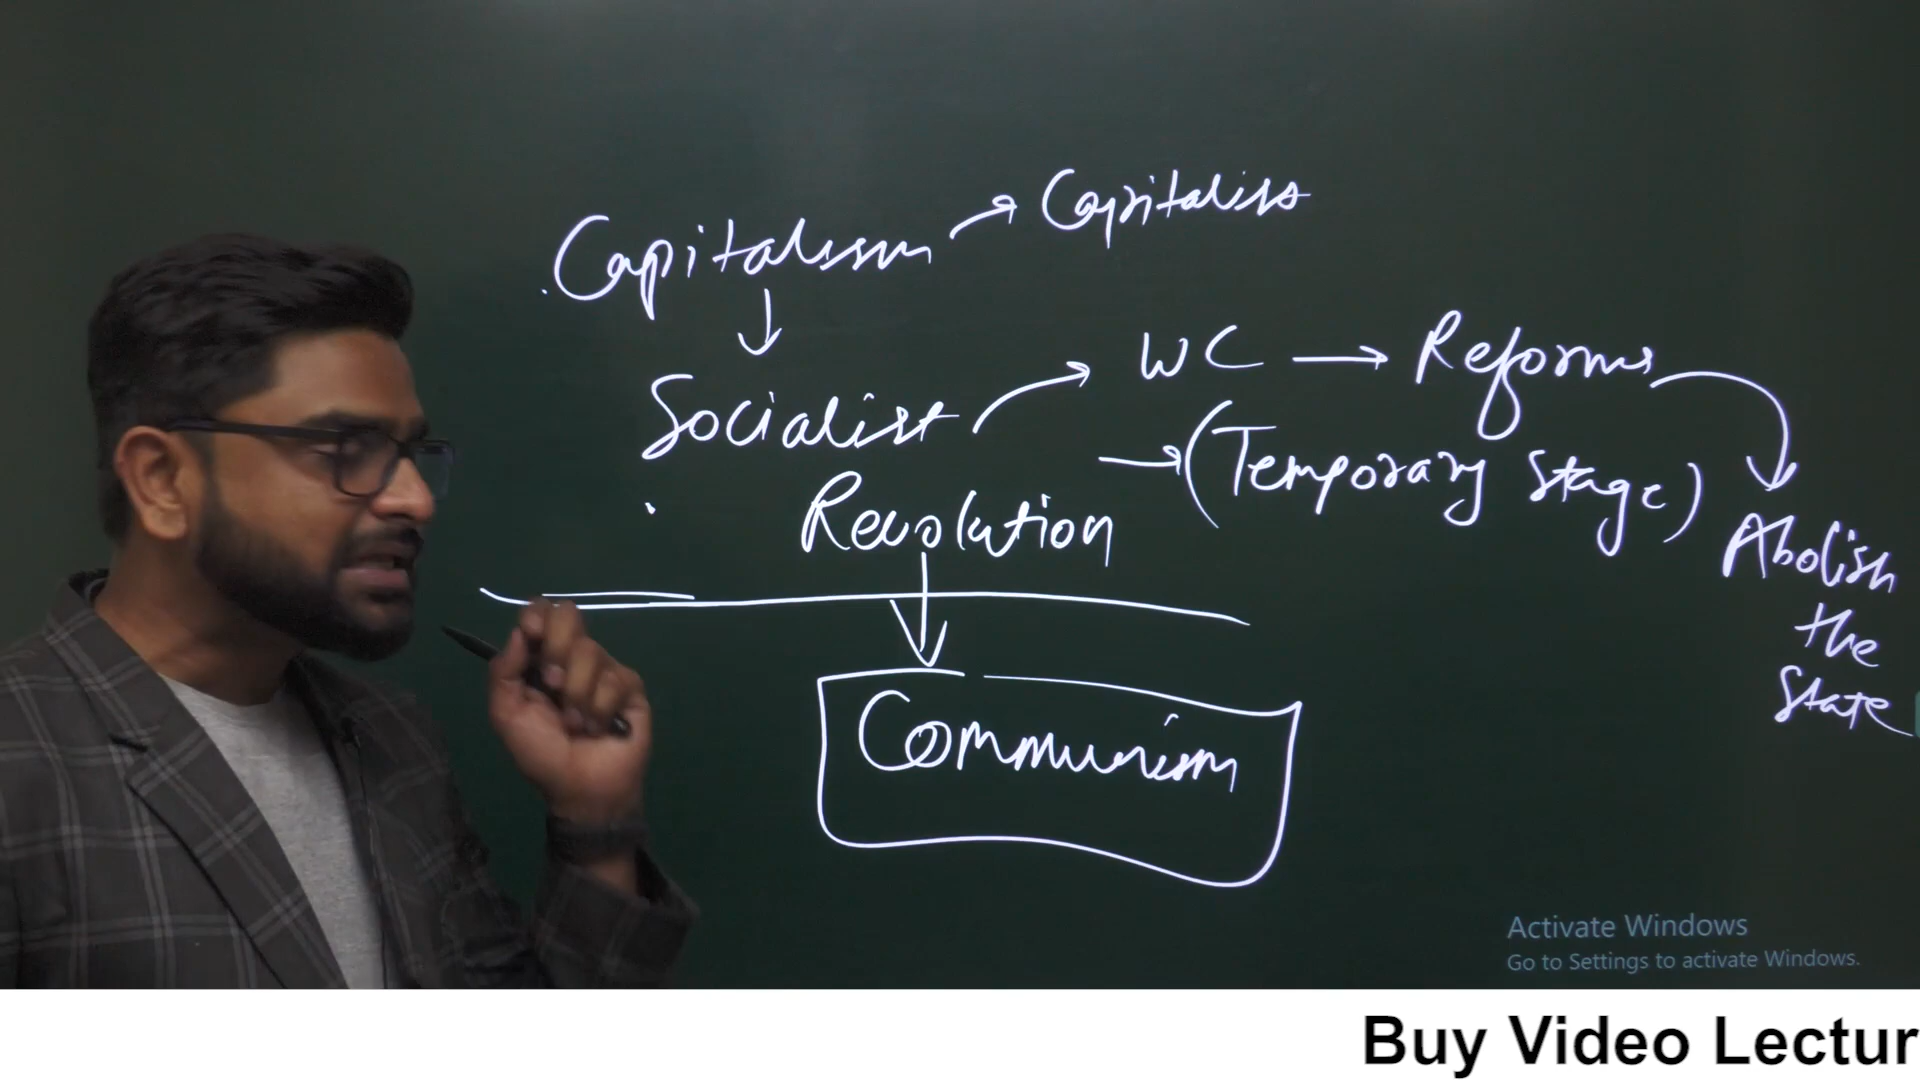 Capitalism → Capitalist
↓
Socialist → WC → Reforms
Revolution → (Temporary Stage)
Abolish
the
State
Communism
Activate Windows
Go to Settings to activate Windows.
Buy Video Lectur